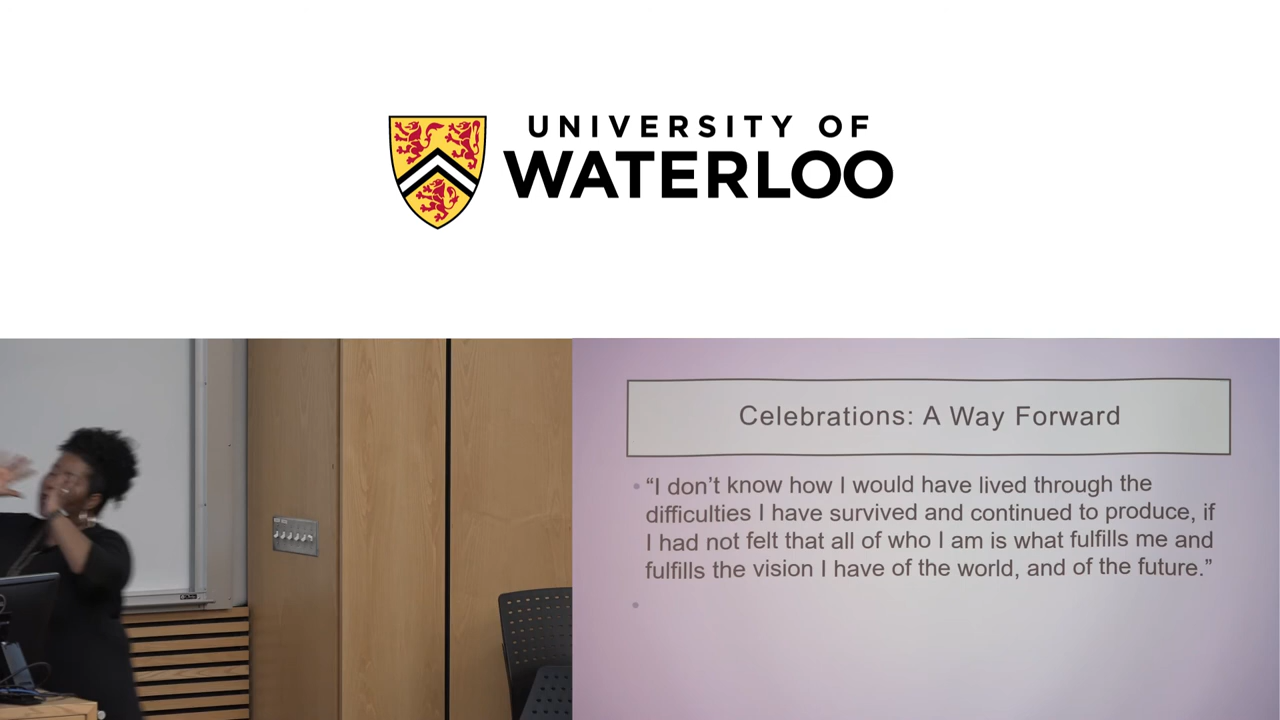 UNIVERSITY OF
WATERLOO
Celebrations: A Way Forward
• “I don’t know how I would have lived through the
difficulties I have survived and continued to produce, if
I had not felt that all of who I am is what fulfills me and
fulfills the vision I have of the world, and of the future.”
•